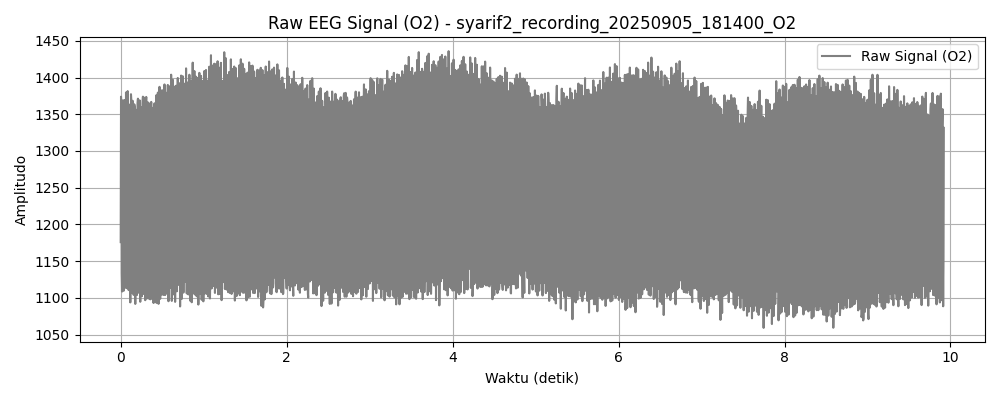 Raw EEG Signal (O2) - syarif2_recording_20250905_181400_O2
Raw Signal (O2)
Amplitudo
1450
1400
1350
1300
1250
1200
1150
1100
1050
0 2 4 6 8 10
Waktu (detik)